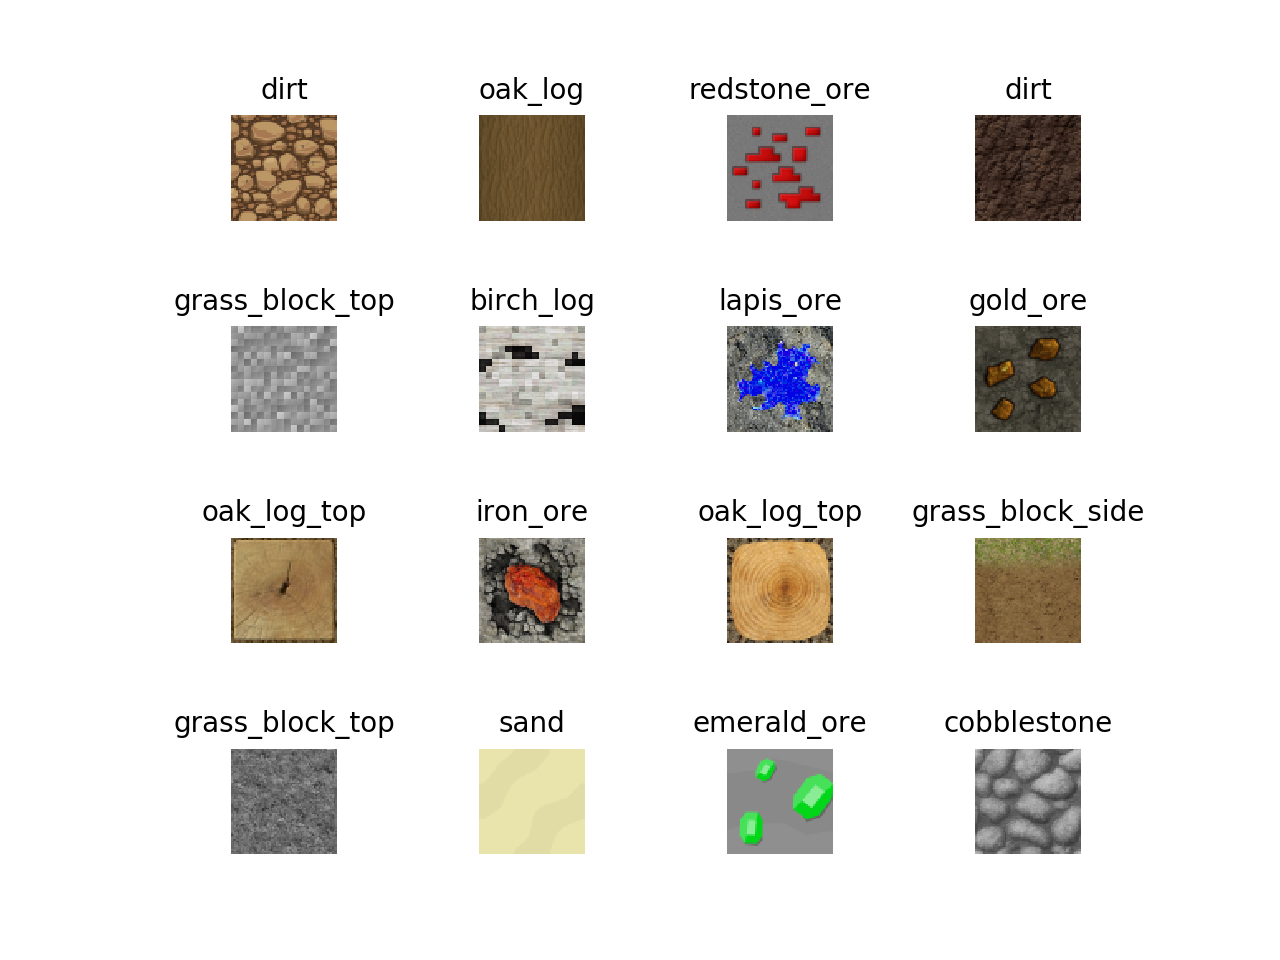 dirt
oak_log
redstone_ore
dirt
grass_block_top
birch_log
lapis_ore
gold_ore
oak_log_top
iron_ore
oak_log_top
grass_block_side
grass_block_top
sand
emerald_ore
cobblestone